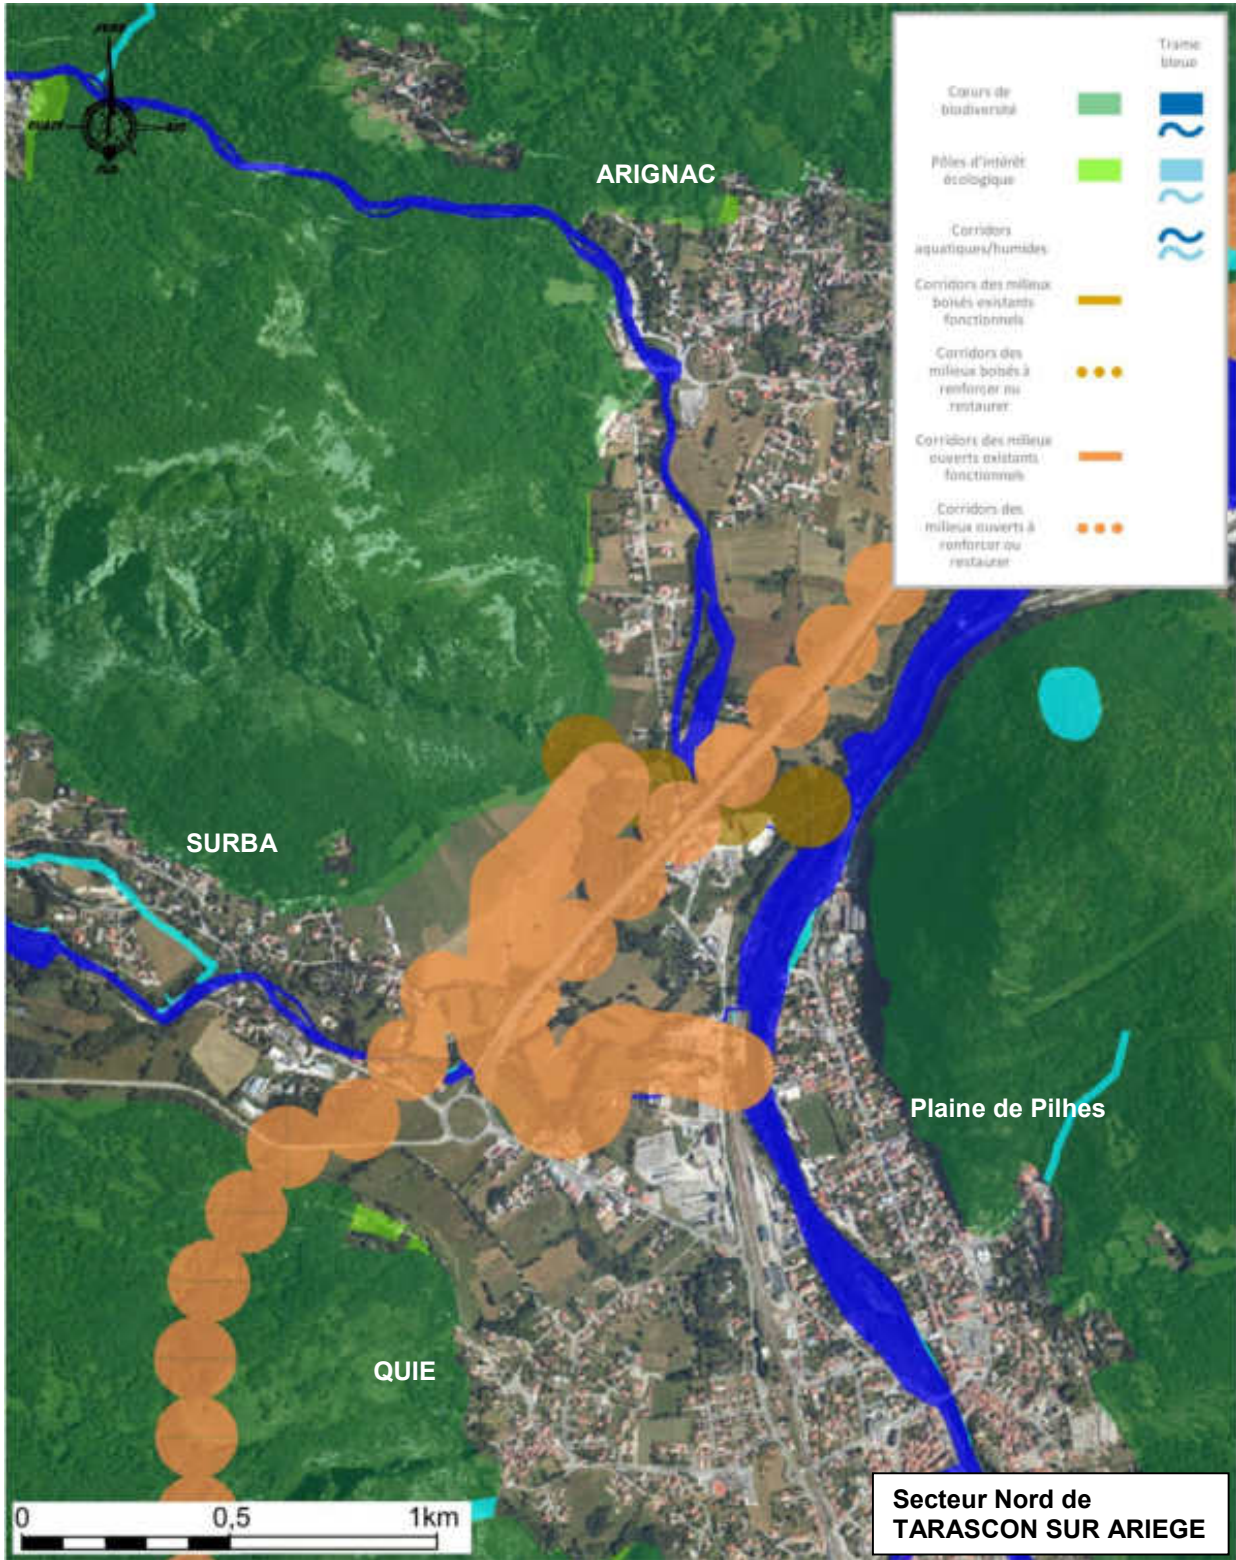 Trame
bleue
Cœurs de
biodiversité
Pôles d'intérêt
écologique
Corridors
aquatiques/humides
Corridors des milieux
boisés existants
fonctionnels
Corridors des
milieux boisés à
renforcer ou
restaurer
Corridors des milieux
ouverts existants
fonctionnels
Corridors des
milieux ouverts à
renforcer ou
restaurer
ARIGNAC
SURBA
Plaine de Pilhes
QUIE
0 0,5 1km
Secteur Nord de
TARASCON SUR ARIEGE